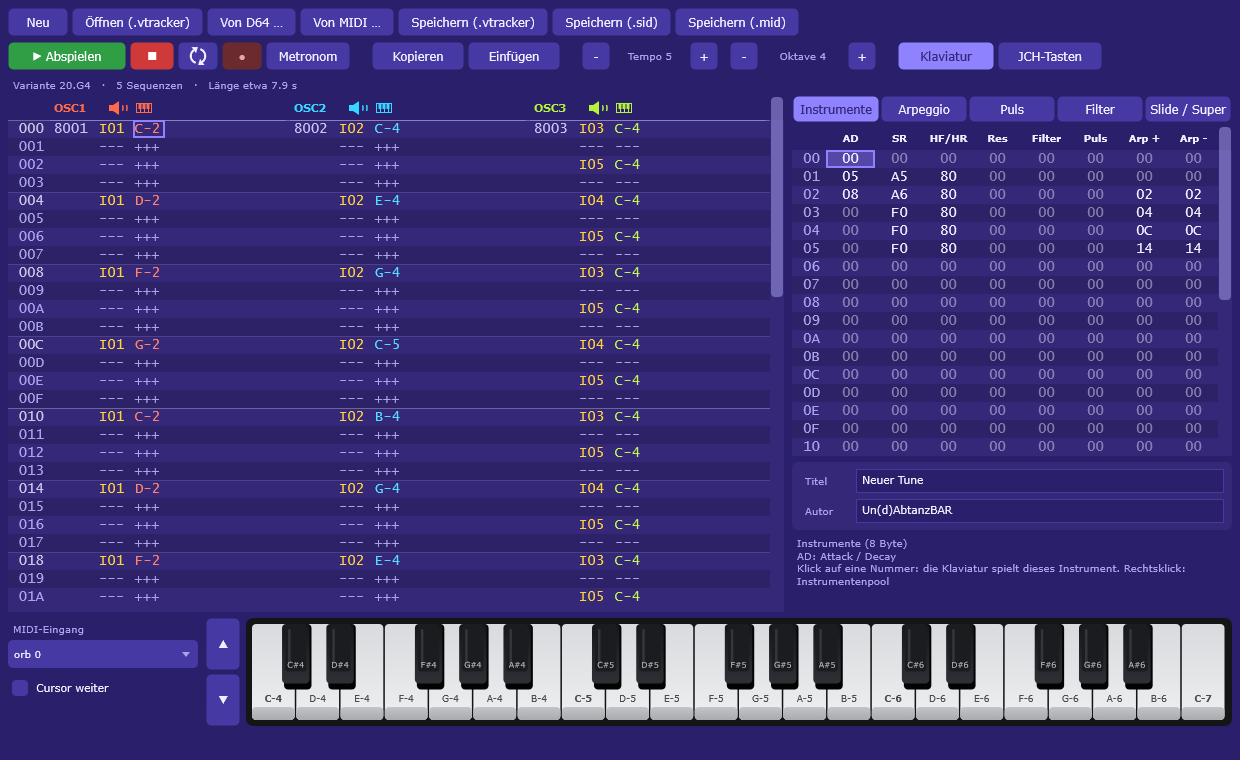 Neu Öffnen (.vtracker) Von D64 ... Von MIDI ... Speichern (.vtracker) Speichern (.sid) Speichern (.mid)
Abspielen Metronom Kopieren Einfügen - Tempo 5 + - Oktave 4 + Klaviatur JCH-Tasten
Variante 20.G4 · 5 Sequenzen · Länge etwa 7.9 s
OSC1 OSC2 OSC3
000 8001 I01 C-2 8002 I02 C-4 8003 I03 C-4
001 --- +++ --- +++ --- ---
002 --- +++ --- +++ I05 C-4
003 --- +++ --- +++ --- ---
004 I01 D-2 I02 E-4 I04 C-4
005 --- +++ --- +++ --- ---
006 --- +++ --- +++ I05 C-4
007 --- +++ --- +++ --- ---
008 I01 F-2 I02 G-4 I03 C-4
009 --- +++ --- +++ --- ---
00A --- +++ --- +++ I05 C-4
00B --- +++ --- +++ --- ---
00C I01 G-2 I02 C-5 I04 C-4
00D --- +++ --- +++ --- ---
00E --- +++ --- +++ I05 C-4
00F --- +++ --- +++ --- ---
010 I01 C-2 I02 B-4 I03 C-4
011 --- +++ --- +++ --- ---
012 --- +++ --- +++ I05 C-4
013 --- +++ --- +++ --- ---
014 I01 D-2 I02 G-4 I04 C-4
015 --- +++ --- +++ --- ---
016 --- +++ --- +++ I05 C-4
017 --- +++ --- +++ --- ---
018 I01 F-2 I02 E-4 I03 C-4
019 --- +++ --- +++ --- ---
01A --- +++ --- +++ I05 C-4
Instrumente Arpeggio Puls Filter Slide / Super
AD SR HF/HR Res Filter Puls Arp + Arp -
00 00 00 00 00 00 00 00 00
01 05 A5 80 00 00 00 00 00
02 08 A6 80 00 00 00 02 02
03 00 F0 80 00 00 00 04 04
04 00 F0 80 00 00 00 0C 0C
05 00 F0 80 00 00 00 14 14
06 00 00 00 00 00 00 00 00
07 00 00 00 00 00 00 00 00
08 00 00 00 00 00 00 00 00
09 00 00 00 00 00 00 00 00
0A 00 00 00 00 00 00 00 00
0B 00 00 00 00 00 00 00 00
0C 00 00 00 00 00 00 00 00
0D 00 00 00 00 00 00 00 00
0E 00 00 00 00 00 00 00 00
0F 00 00 00 00 00 00 00 00
10 00 00 00 00 00 00 00 00
Titel Neuer Tune
Autor Un(d)AbtanzBAR
Instrumente (8 Byte)
AD: Attack / Decay
Klick auf eine Nummer: die Klaviatur spielt dieses Instrument. Rechtsklick:
Instrumentenpool
MIDI-Eingang
orb 0
Cursor weiter
C#4 D#4 F#4 G#4 A#4 C#5 D#5 F#5 G#5 A#5 C#6 D#6 F#6 G#6 A#6
C-4 D-4 E-4 F-4 G-4 A-4 B-4 C-5 D-5 E-5 F-5 G-5 A-5 B-5 C-6 D-6 E-6 F-6 G-6 A-6 B-6 C-7